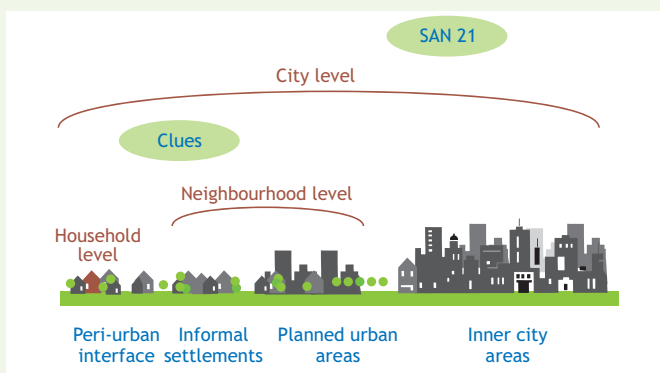 SAN 21
City level
Clues
Neighbourhood level
Household
level
Peri-urban
interface
Informal
settlements
Planned urban
areas
Inner city
areas